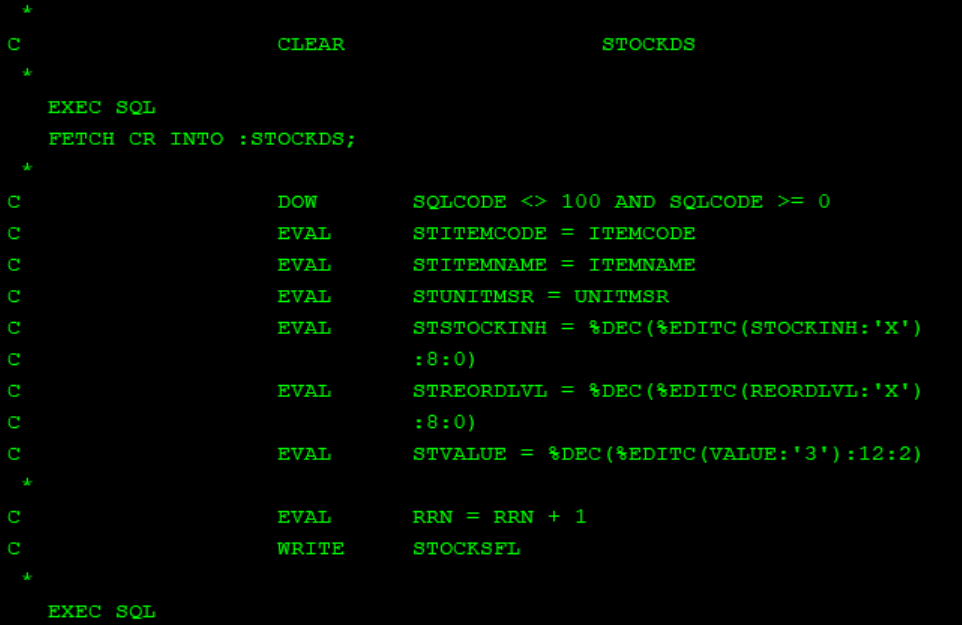 *
C CLEAR STOCKDS
*
EXEC SQL
FETCH CR INTO :STOCKDS;
*
C DOW SQLCODE <> 100 AND SQLCODE >= 0
C EVAL STITEMCODE = ITEMCODE
C EVAL STITEMNAME = ITEMNAME
C EVAL STUNITMSR = UNITMSR
C EVAL STSTOCKINH = %DEC(%EDITC(STOCKINH:'X')
C :8:0)
C EVAL STREORDLVL = %DEC(%EDITC(REORDLVL:'X')
C :8:0)
C EVAL STVALUE = %DEC(%EDITC(VALUE:'3'):12:2)
*
C EVAL RRN = RRN + 1
C WRITE STOCKSFL
*
EXEC SQL